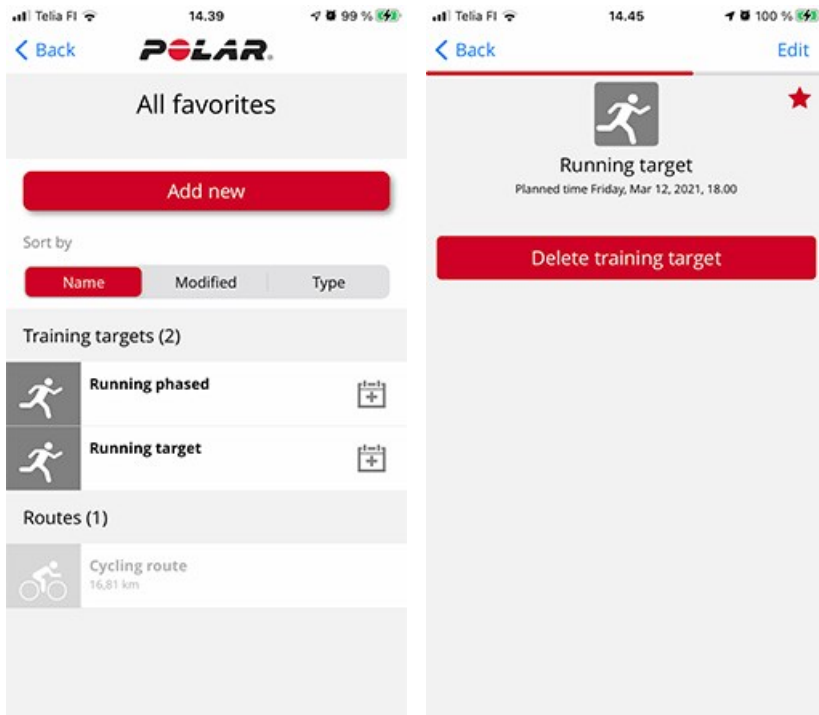 Telia FI
14.39
99 %
Back
POLAR.
All favorites
Add new
Sort by
Name
Modified
Type
Training targets (2)
Running phased
Running target
Routes (1)
Cycling route
16,81 km
Telia FI
14.45
100 %
Back
Edit
Running target
Planned time Friday, Mar 12, 2021, 18.00
Delete training target